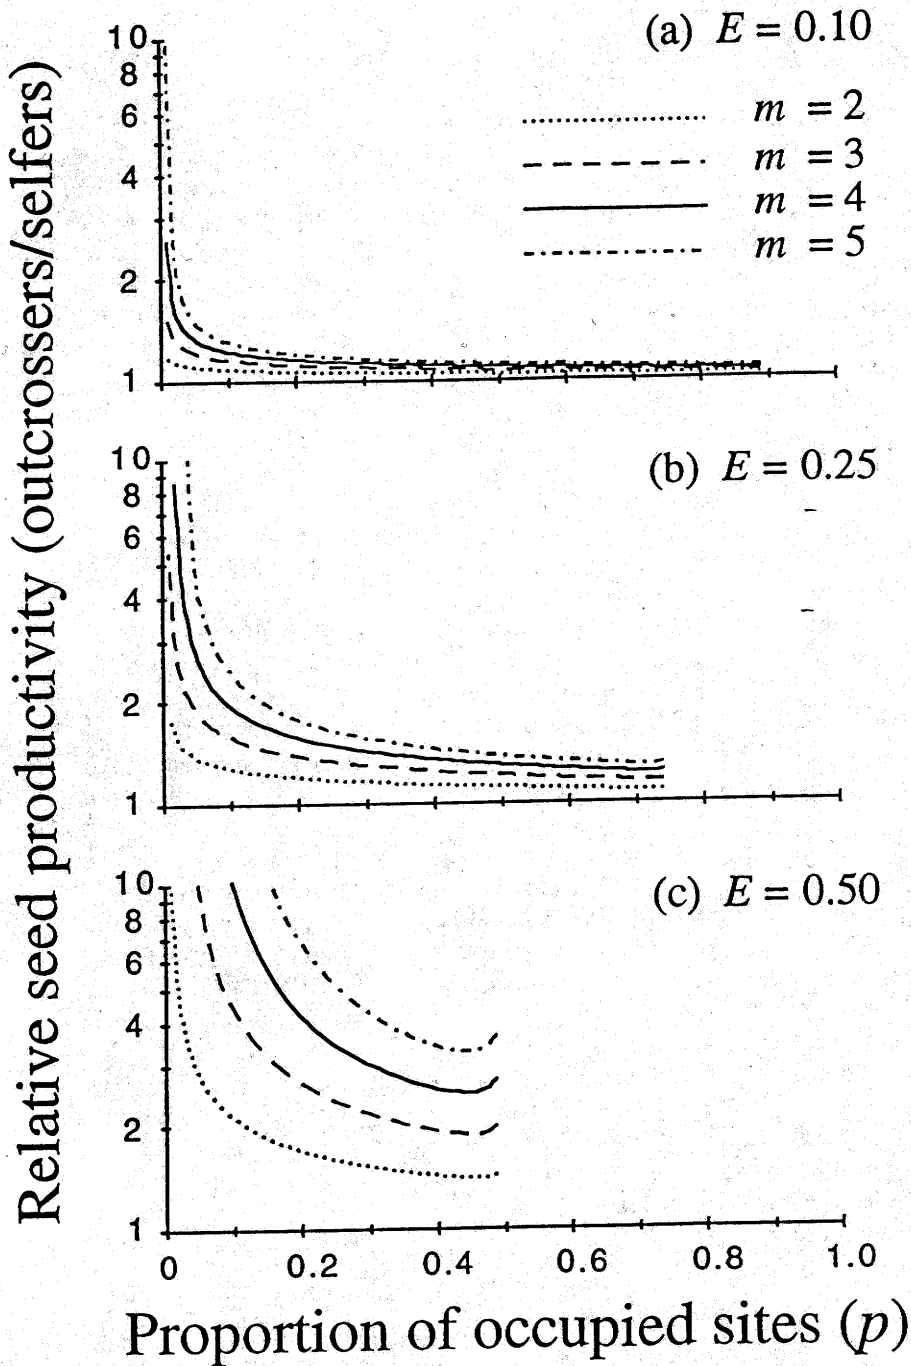 Relative seed productivity (outcrossers/selfers)
(a) E = 0.10
10
8
6
4
2
1
m = 2
m = 3
m = 4
m = 5
(b) E = 0.25
10
8
6
4
2
1
(c) E = 0.50
10
8
6
4
2
1
0 0.2 0.4 0.6 0.8 1.0
Proportion of occupied sites (p)